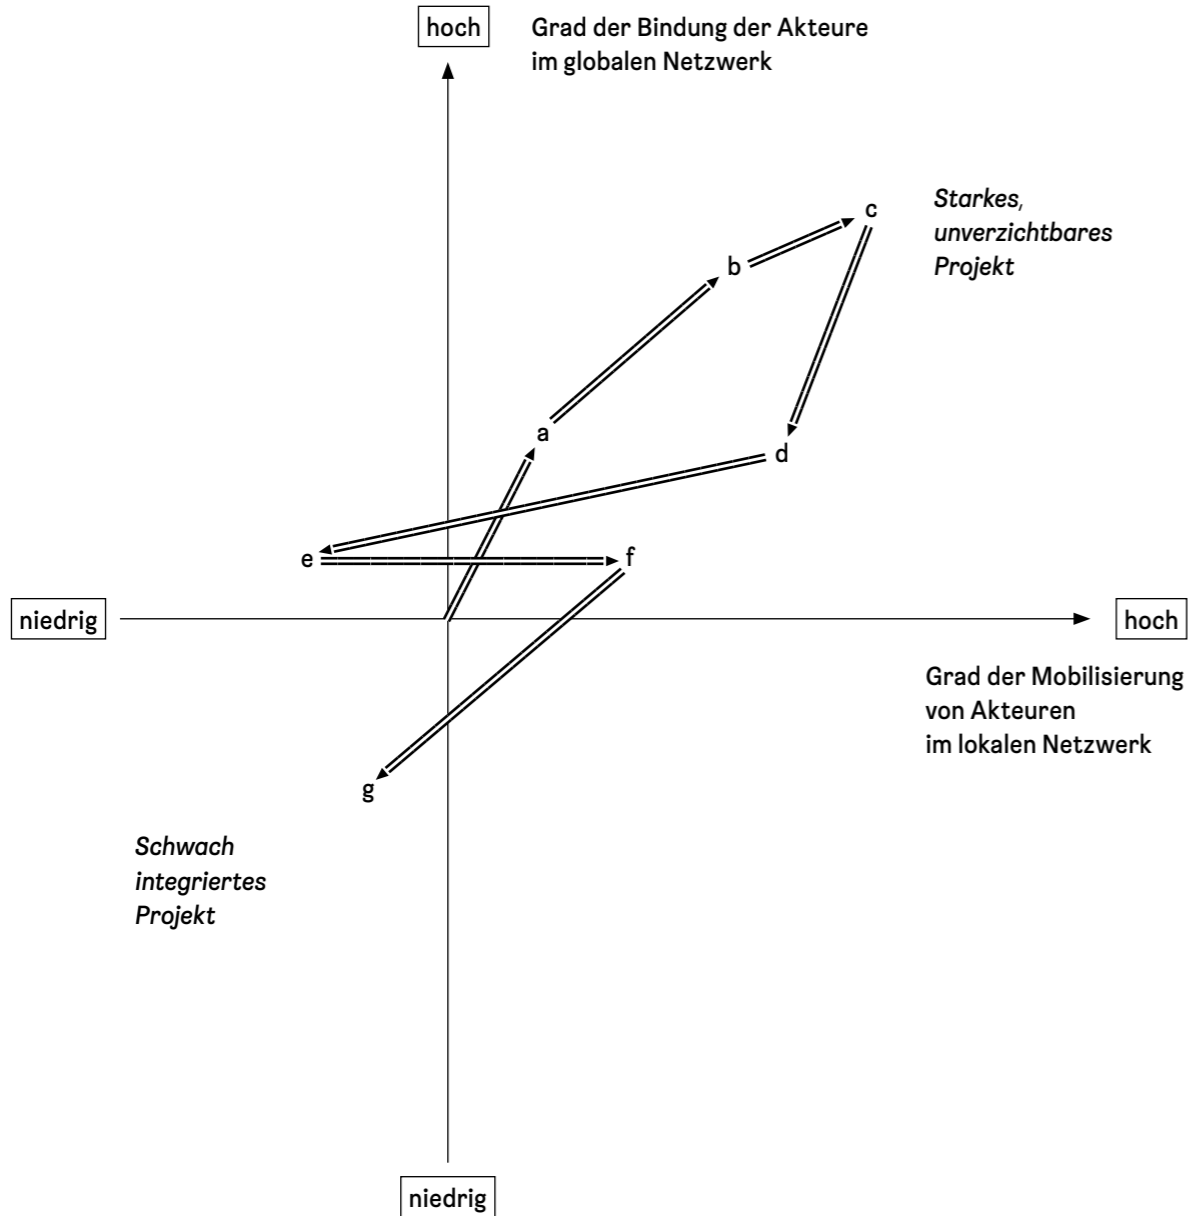 hoch
Grad der Bindung der Akteure
im globalen Netzwerk
c
Starkes,
unverzichtbares
Projekt
b
a
d
e
f
niedrig
hoch
Grad der Mobilisierung
von Akteuren
im lokalen Netzwerk
g
Schwach
integriertes
Projekt
niedrig